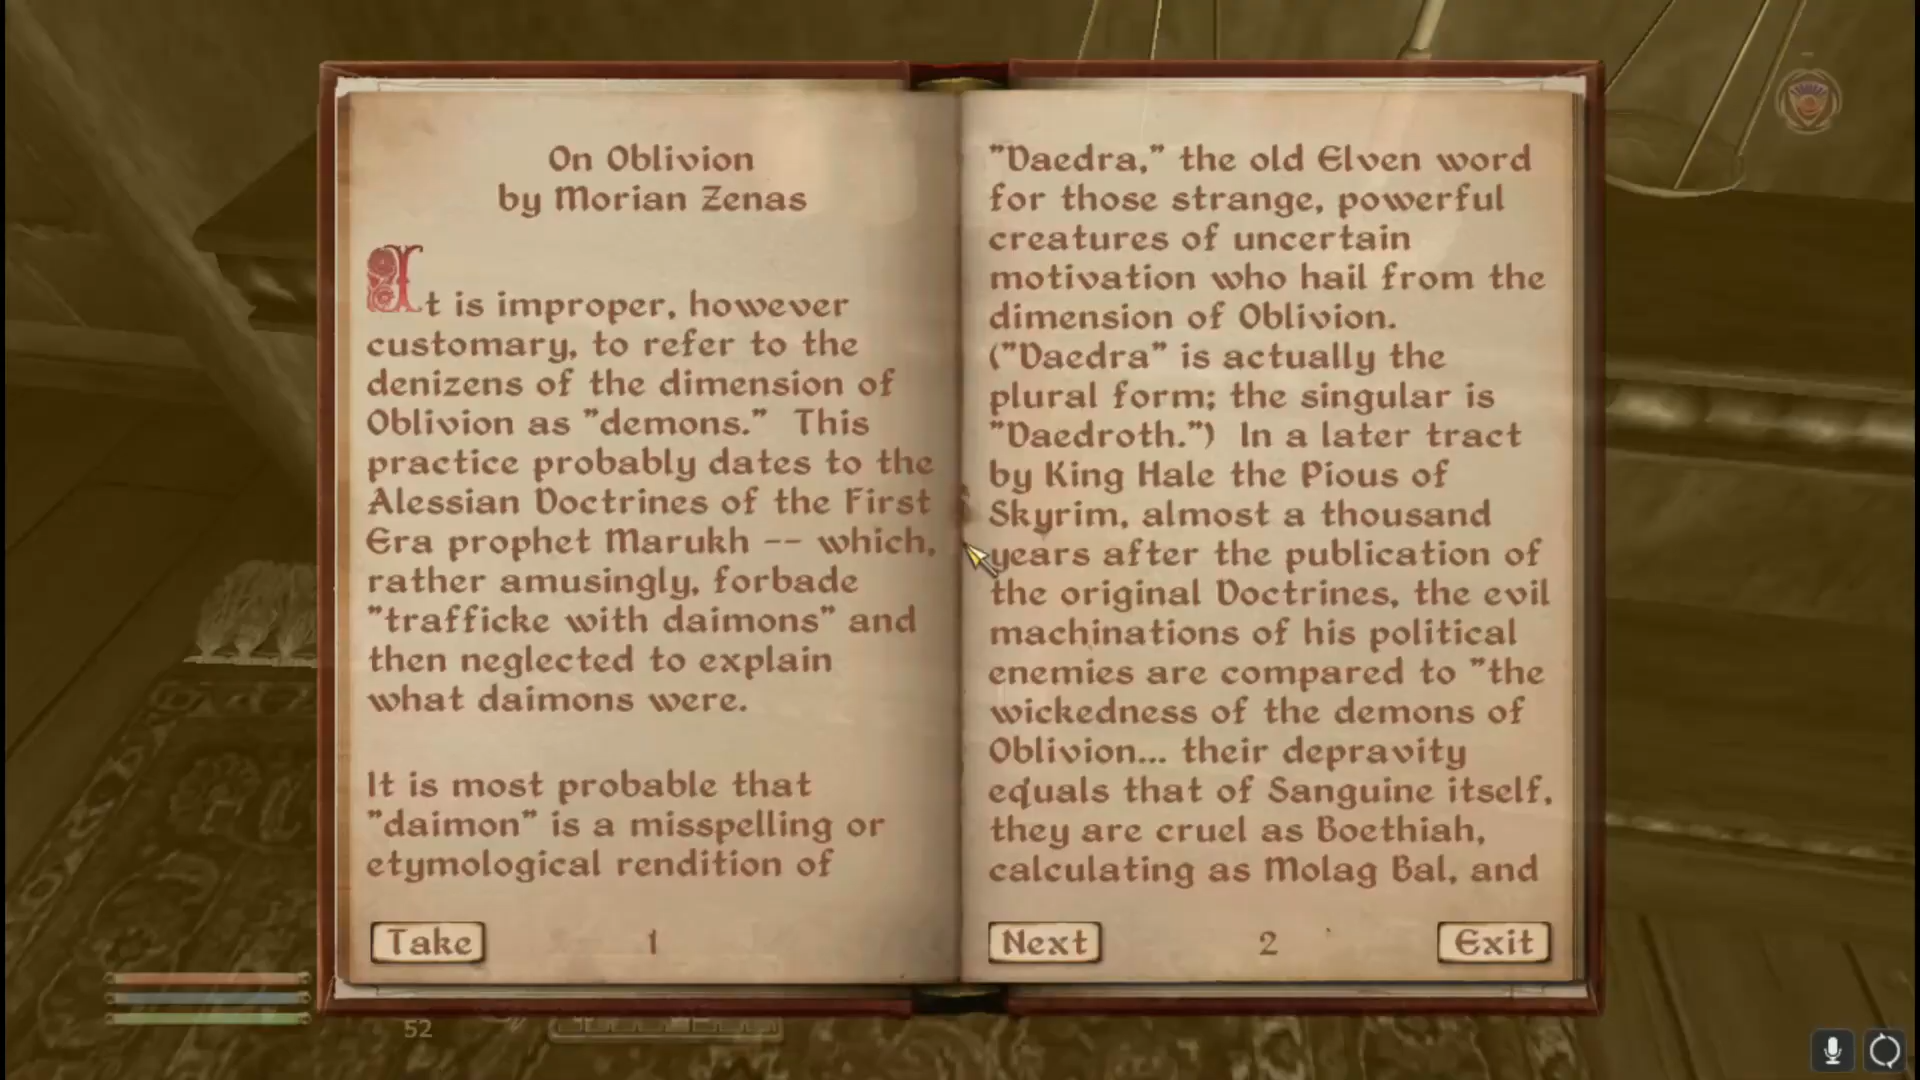 On Oblivion
by Morian Zenas
It is improper, however
customary, to refer to the
denizens of the dimension of
Oblivion as "demons."  This
practice probably dates to the
Alessian Doctrines of the First
Era prophet Marukh -- which,
rather amusingly, forbade
"trafficke with daimons" and
then neglected to explain
what daimons were.
It is most probable that
"daimon" is a misspelling or
etymological rendition of
Take
1
"Daedra," the old Elven word
for those strange, powerful
creatures of uncertain
motivation who hail from the
dimension of Oblivion.
("Daedra" is actually the
plural form; the singular is
"Daedroth.")  In a later tract
by King Hale the Pious of
Skyrim, almost a thousand
years after the publication of
the original Doctrines, the evil
machinations of his political
enemies are compared to "the
wickedness of the demons of
Oblivion... their depravity
equals that of Sanguine itself,
they are cruel as Boethiah,
calculating as Molag Bal, and
Next
2
Exit
52